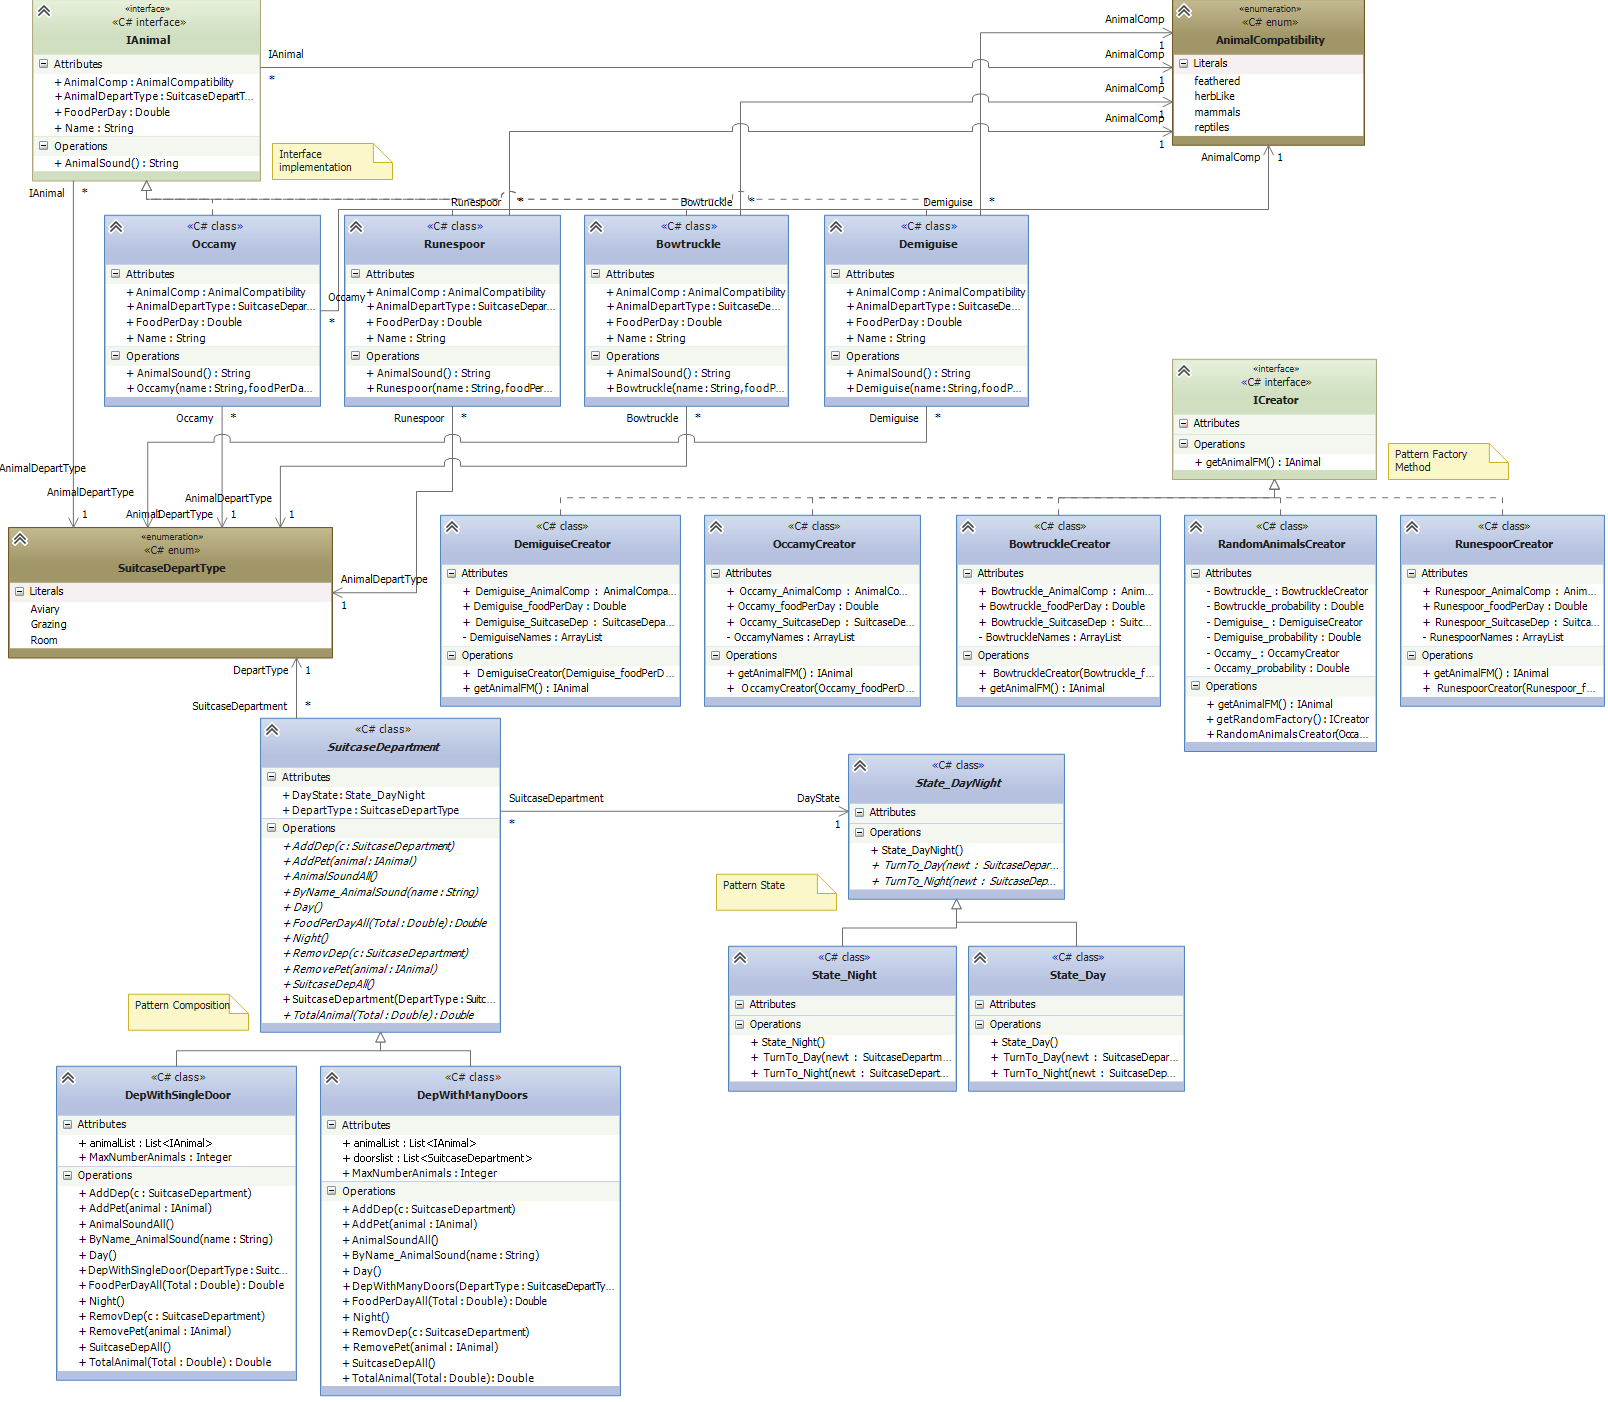 «interface»
«C# interface»
IAnimal
Attributes
+ AnimalComp : AnimalCompatibility
+ AnimalDepartType : SuitcaseDepartT...
+ FoodPerDay : Double
+ Name : String
Operations
+ AnimalSound() : String
IAnimal
*
AnimalComp
1
AnimalComp
1
AnimalComp
1
AnimalComp
1
AnimalComp
1
«enumeration»
«C# enum»
AnimalCompatibility
Literals
feathered
herbLike
mammals
reptiles
Interface
implementation
IAnimal
*
Runespoor
*
Bowtruckle
*
Demiguise
*
«C# class»
Occamy
Attributes
+ AnimalComp : AnimalCompatibility
+ AnimalDepartType : SuitcaseDepar...
+ FoodPerDay : Double
+ Name : String
Operations
+ AnimalSound() : String
+ Occamy(name : String,foodPerDa...
Occamy
*
«C# class»
Runespoor
Attributes
+ AnimalComp : AnimalCompatibility
+ AnimalDepartType : SuitcaseDepar...
+ FoodPerDay : Double
+ Name : String
Operations
+ AnimalSound() : String
+ Runespoor(name : String,foodPer...
«C# class»
Bowtruckle
Attributes
+ AnimalComp : AnimalCompatibility
+ AnimalDepartType : SuitcaseDe...
+ FoodPerDay : Double
+ Name : String
Operations
+ AnimalSound() : String
+ Bowtruckle(name : String,foodP...
«C# class»
Demiguise
Attributes
+ AnimalComp : AnimalCompatibility
+ AnimalDepartType : SuitcaseDe...
+ FoodPerDay : Double
+ Name : String
Operations
+ AnimalSound() : String
+ Demiguise(name : String,foodP...
«interface»
«C# interface»
ICreator
Attributes
Operations
+ getAnimalFM() : IAnimal
Pattern Factory
Method
Occamy
*
Runespoor
*
Bowtruckle
*
Demiguise
*
AnimalDepartType
1
AnimalDepartType
AnimalDepartType
1
AnimalDepartType
1
AnimalDepartType
1
«enumeration»
«C# enum»
SuitcaseDepartType
Literals
Aviary
Grazing
Room
«C# class»
DemiguiseCreator
Attributes
+ Demiguise_AnimalComp : AnimalCompa...
+ Demiguise_foodPerDay : Double
+ Demiguise_SuitcaseDep : SuitcaseDepa...
- DemiguiseNames : ArrayList
Operations
+ DemiguiseCreator(Demiguise_foodPerD...
+ getAnimalFM() : IAnimal
«C# class»
OccamyCreator
Attributes
+ Occamy_AnimalComp : AnimalCo...
+ Occamy_foodPerDay : Double
+ Occamy_SuitcaseDep : SuitcaseDe...
- OccamyNames : ArrayList
Operations
+ getAnimalFM() : IAnimal
+ OccamyCreator(Occamy_foodPerD...
«C# class»
BowtruckleCreator
Attributes
+ Bowtruckle_AnimalComp : Anim...
+ Bowtruckle_foodPerDay : Double
+ Bowtruckle_SuitcaseDep : Suitc...
- BowtruckleNames : ArrayList
Operations
+ BowtruckleCreator(Bowtruckle_f...
+ getAnimalFM() : IAnimal
«C# class»
RandomAnimalsCreator
Attributes
- Bowtruckle_ : BowtruckleCreator
- Bowtruckle_probability : Double
- Demiguise_ : DemiguiseCreator
- Demiguise_probability : Double
- Occamy_ : OccamyCreator
- Occamy_probability : Double
Operations
+ getAnimalFM() : IAnimal
+ getRandomFactory() : ICreator
+ RandomAnimalsCreator(Occa...
«C# class»
RunespoorCreator
Attributes
+ Runespoor_AnimalComp : Anim...
+ Runespoor_foodPerDay : Double
+ Runespoor_SuitcaseDep : Suitca...
- RunespoorNames : ArrayList
Operations
+ getAnimalFM() : IAnimal
+ RunespoorCreator(Runespoor_f...
DepartType
1
SuitcaseDepartment
*
«C# class»
SuitcaseDepartment
Attributes
+ DayState : State_DayNight
+ DepartType : SuitcaseDepartType
Operations
+ AddDep(c : SuitcaseDepartment)
+ AddPet(animal : IAnimal)
+ AnimalSoundAll()
+ ByName_AnimalSound(name : String)
+ Day()
+ FoodPerDayAll(Total : Double) : Double
+ Night()
+ RemovDep(c : SuitcaseDepartment)
+ RemovePet(animal : IAnimal)
+ SuitcaseDepAll()
+ SuitcaseDepartment(DepartType : Suitc...
+ TotalAnimal(Total : Double) : Double
SuitcaseDepartment
*
DayState
1
«C# class»
State_DayNight
Attributes
Operations
+ State_DayNight()
+ TurnTo_Day(newt : SuitcaseDepar...
+ TurnTo_Night(newt : SuitcaseDep...
Pattern State
«C# class»
State_Night
Attributes
Operations
+ State_Night()
+ TurnTo_Day(newt : SuitcaseDepartm...
+ TurnTo_Night(newt : SuitcaseDepart...
«C# class»
State_Day
Attributes
Operations
+ State_Day()
+ TurnTo_Day(newt : SuitcaseDepar...
+ TurnTo_Night(newt : SuitcaseDep...
Pattern Composition
«C# class»
DepWithSingleDoor
Attributes
+ animalList : List<IAnimal>
+ MaxNumberAnimals : Integer
Operations
+ AddDep(c : SuitcaseDepartment)
+ AddPet(animal : IAnimal)
+ AnimalSoundAll()
+ ByName_AnimalSound(name : String)
+ Day()
+ DepWithSingleDoor(DepartType : Suitc...
+ FoodPerDayAll(Total : Double) : Double
+ Night()
+ RemovDep(c : SuitcaseDepartment)
+ RemovePet(animal : IAnimal)
+ SuitcaseDepAll()
+ TotalAnimal(Total : Double) : Double
«C# class»
DepWithManyDoors
Attributes
+ animalList : List<IAnimal>
+ doorslist : List<SuitcaseDepartment>
+ MaxNumberAnimals : Integer
Operations
+ AddDep(c : SuitcaseDepartment)
+ AddPet(animal : IAnimal)
+ AnimalSoundAll()
+ ByName_AnimalSound(name : String)
+ Day()
+ DepWithManyDoors(DepartType : SuitcaseDepartTy...
+ FoodPerDayAll(Total : Double) : Double
+ Night()
+ RemovDep(c : SuitcaseDepartment)
+ RemovePet(animal : IAnimal)
+ SuitcaseDepAll()
+ TotalAnimal(Total : Double) : Double